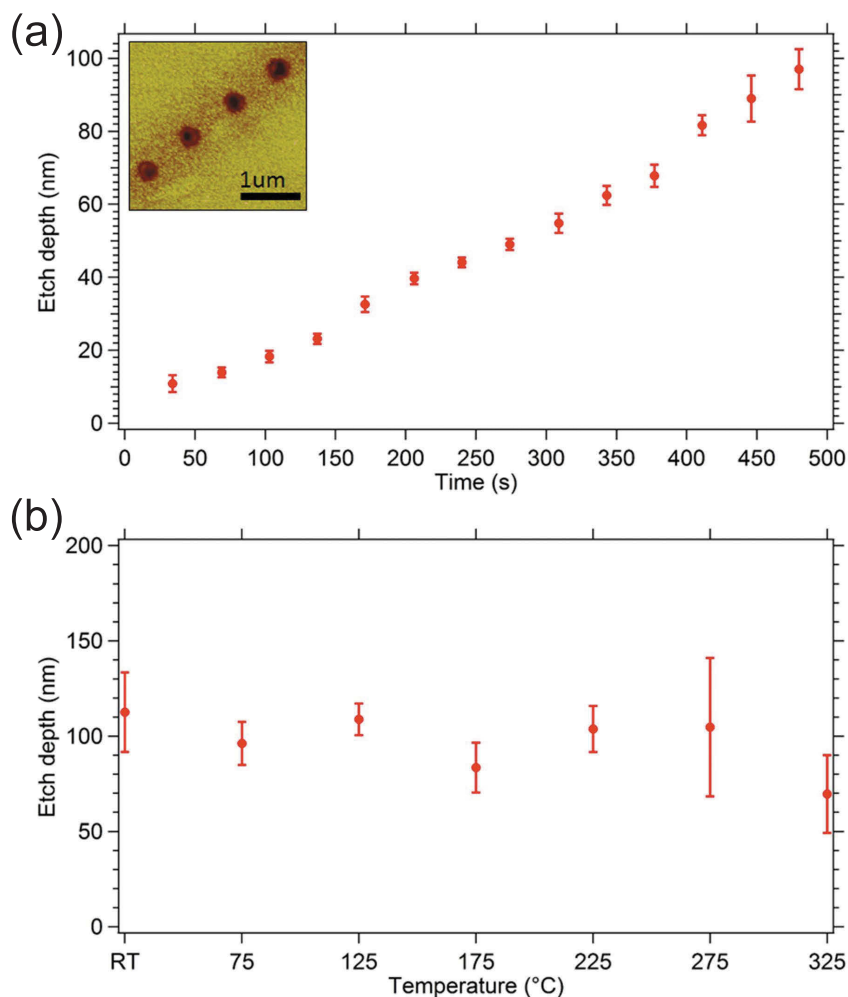 (a)
100
80
60
40
20
0
Etch depth (nm)
1um
0 50 100 150 200 250 300 350 400 450 500
Time (s)
(b)
200
150
100
50
0
Etch depth (nm)
RT 75 125 175 225 275 325
Temperature (°C)